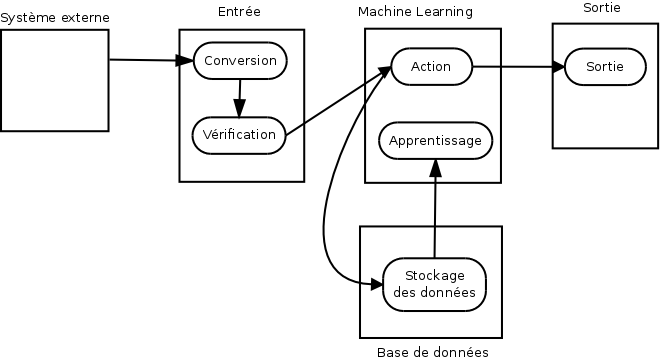 Système externe
Entrée
Machine Learning
Sortie
Conversion
Action
Sortie
Vérification
Apprentissage
Stockage
des données
Base de données